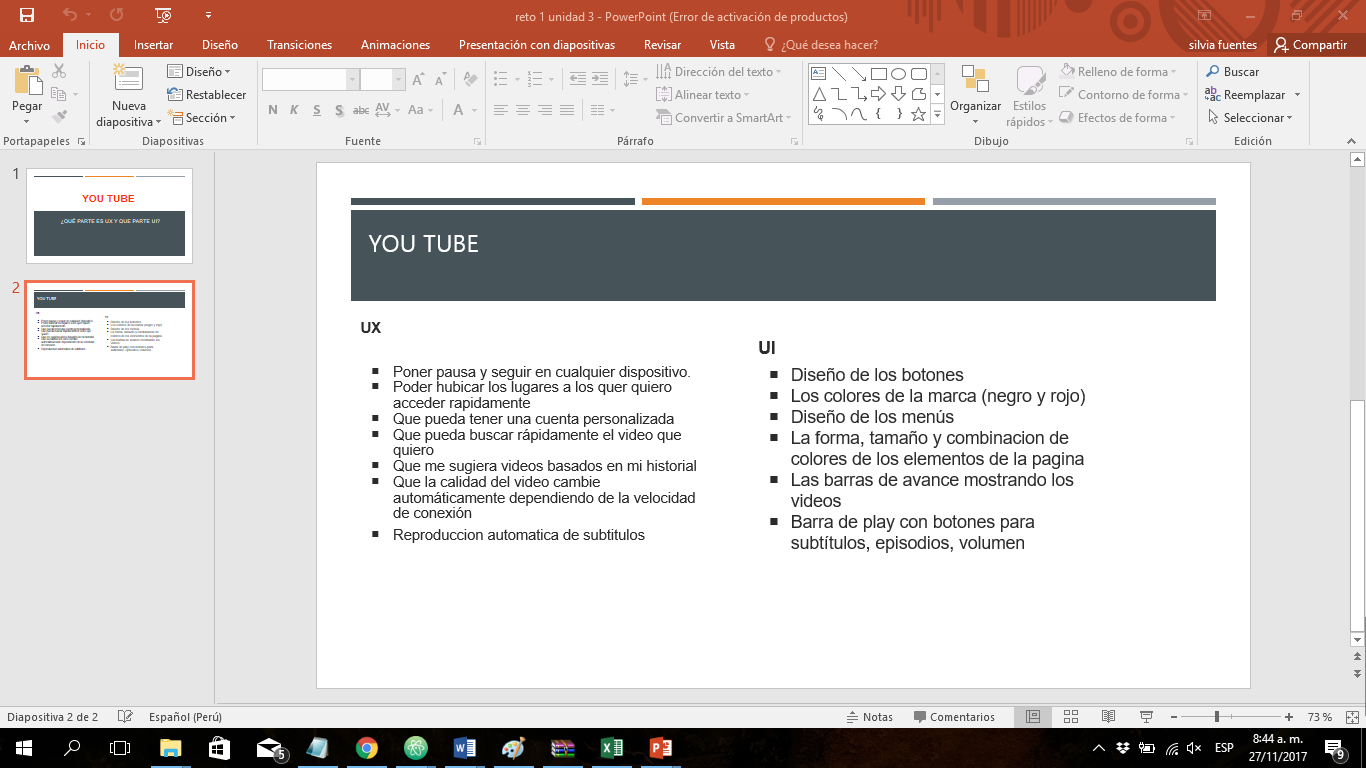 reto 1 unidad 3 - PowerPoint (Error de activación de productos)
Archivo
Inicio
Insertar
Diseño
Transiciones
Animaciones
Presentación con diapositivas
Revisar
Vista
¿Qué desea hacer?
silvia fuentes
Compartir
Pegar
Portapapeles
Nueva
diapositiva
Diseño
Restablecer
Sección
Diapositivas
N K S S abc AV Aa A
Fuente
Párrafo
Dirección del texto
Alinear texto
Convertir a SmartArt
Organizar
Estilos
rápidos
Relleno de forma
Contorno de forma
Efectos de forma
Dibujo
Buscar
Reemplazar
Seleccionar
Edición
1
YOU TUBE
¿QUÉ PARTE ES UX Y QUE PARTE UI?
2
YOU TUBE
YOU TUBE
UX
Poner pausa y seguir en cualquier dispositivo.
Poder hubicar los lugares a los quer quiero
acceder rapidamente
Que pueda tener una cuenta personalizada
Que pueda buscar rápidamente el video que
quiero
Que me sugiera videos basados en mi historial
Que la calidad del video cambie
automáticamente dependiendo de la velocidad
de conexión
Reproduccion automatica de subtitulos
UI
Diseño de los botones
Los colores de la marca (negro y rojo)
Diseño de los menús
La forma, tamaño y combinacion de
colores de los elementos de la pagina
Las barras de avance mostrando los
videos
Barra de play con botones para
subtítulos, episodios, volumen
Diapositiva 2 de 2
Español (Perú)
Notas
Comentarios
73 %
5
ESP
8:44 a. m.
27/11/2017
9